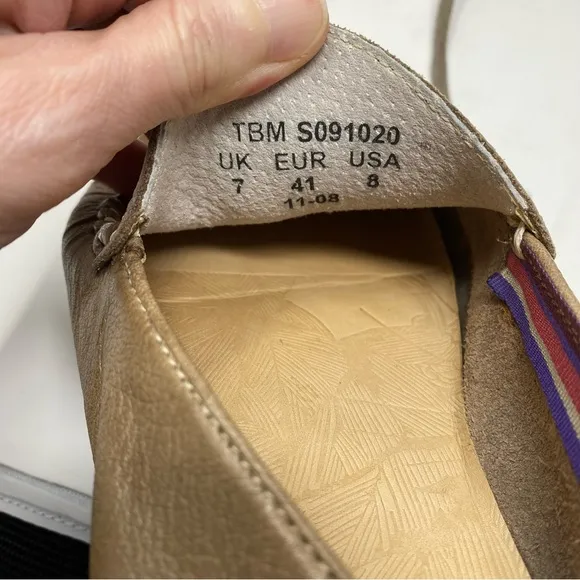 TBM S091020
UK EUR USA
7 41 8
11-08